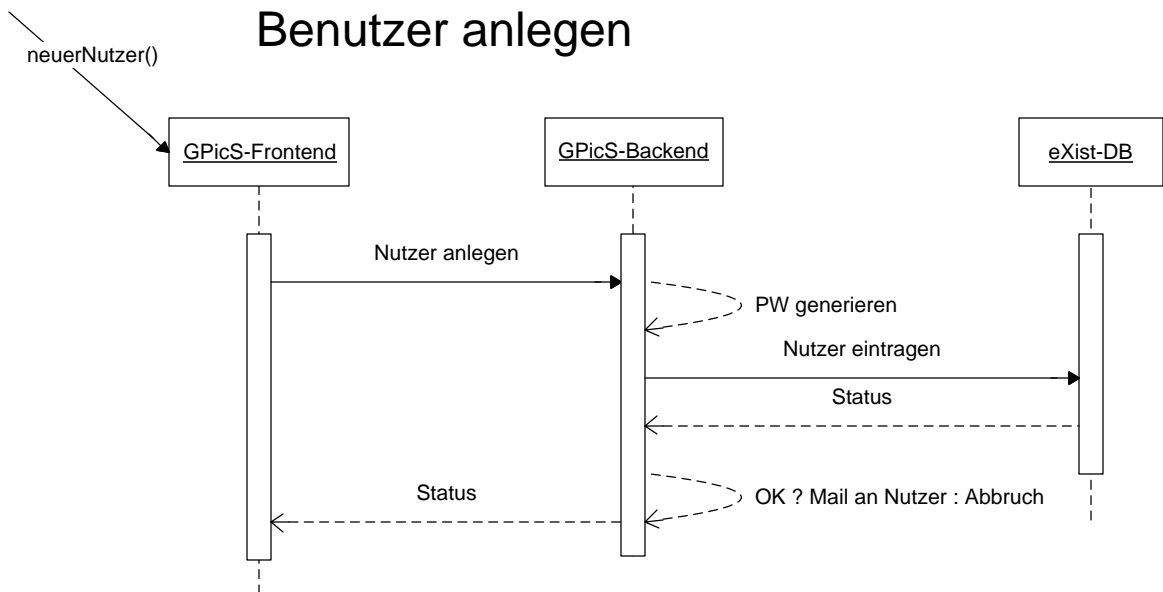 Benutzer anlegen
neuerNutzer()
GPicS-Frontend
GPicS-Backend
eXist-DB
Nutzer anlegen
PW generieren
Nutzer eintragen
Status
Status
OK ? Mail an Nutzer : Abbruch